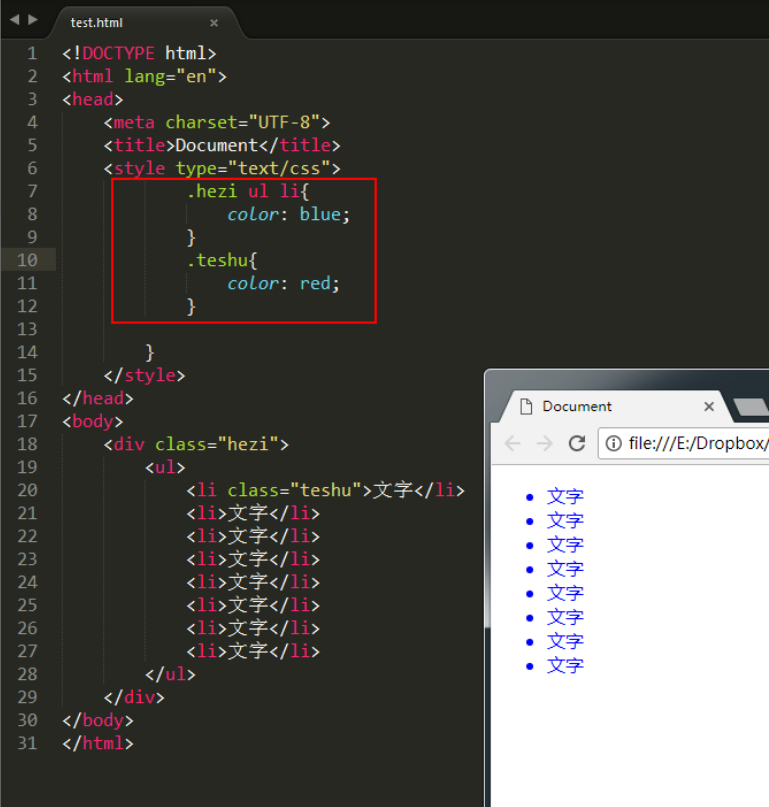 test.html
1 <!DOCTYPE html>
2 <html lang="en">
3 <head>
4 <meta charset="UTF-8">
5 <title>Document</title>
6 <style type="text/css">
7 .hezi ul li{
8 color: blue;
9 }
10 .teshu{
11 color: red;
12 }
13
14 }
15 </style>
16 </head>
17 <body>
18 <div class="hezi">
19 <ul>
20 <li class="teshu">文字</li>
21 <li>文字</li>
22 <li>文字</li>
23 <li>文字</li>
24 <li>文字</li>
25 <li>文字</li>
26 <li>文字</li>
27 <li>文字</li>
28 </ul>
29 </div>
30 </body>
31 </html>
Document
file:///E:/Dropbox/
文字
文字
文字
文字
文字
文字
文字
文字